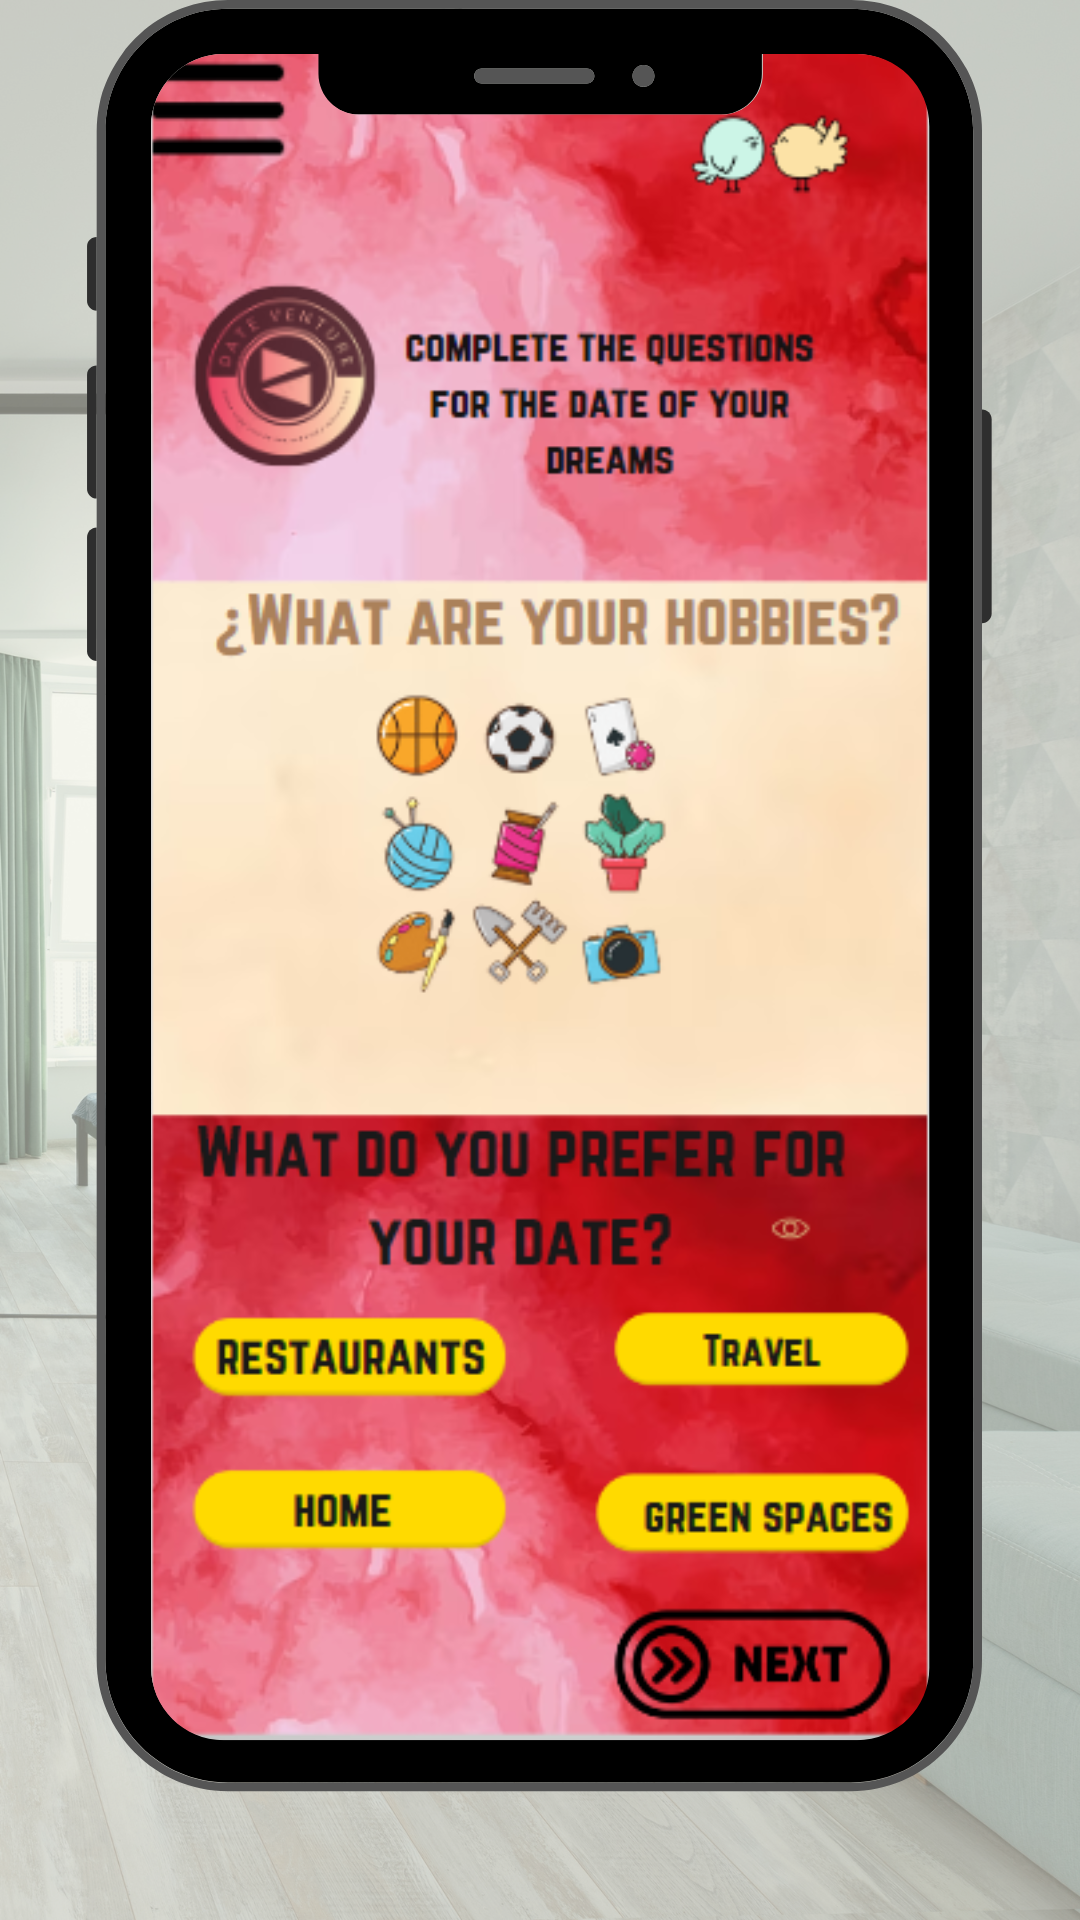 DATE VENTURE
COMPLETE THE QUESTIONS
FOR THE DATE OF YOUR
DREAMS
¿WHAT ARE YOUR HOBBIES?
WHAT DO YOU PREFER FOR
YOUR DATE?
RESTAURANTS
TRAVEL
HOME
GREEN SPACES
NEXT